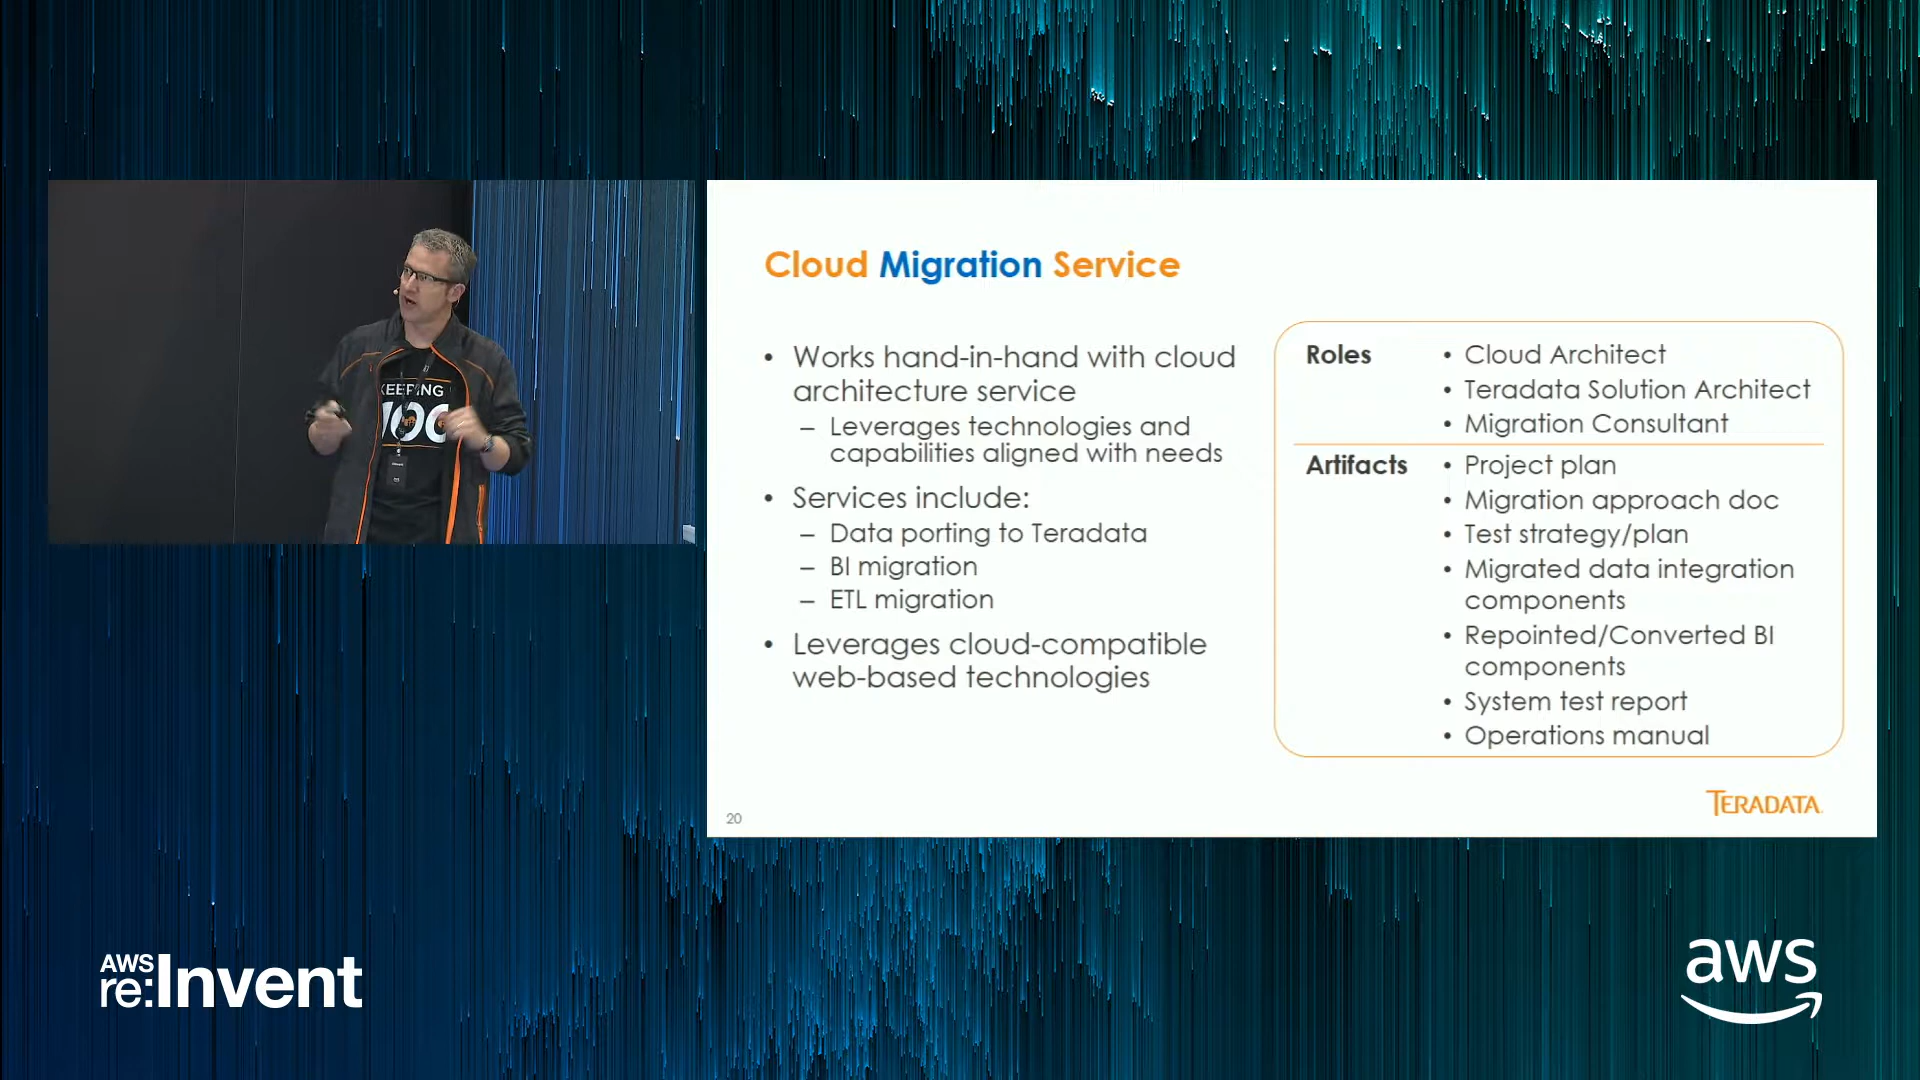 KEEPING
100
Cloud Migration Service
• Works hand-in-hand with cloud
architecture service
– Leverages technologies and
capabilities aligned with needs
• Services include:
– Data porting to Teradata
– BI migration
– ETL migration
• Leverages cloud-compatible
web-based technologies
Roles
• Cloud Architect
• Teradata Solution Architect
• Migration Consultant
Artifacts
• Project plan
• Migration approach doc
• Test strategy/plan
• Migrated data integration
components
• Repointed/Converted BI
components
• System test report
• Operations manual
20
TERADATA
AWS
re:Invent
aws